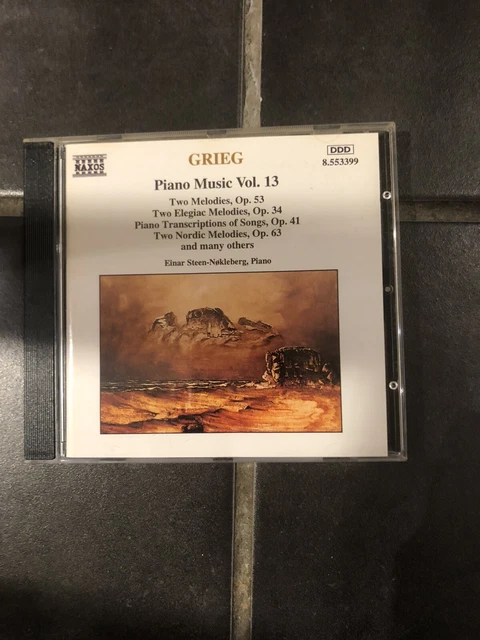 NAXOS
GRIEG
DDD
8.553399
Piano Music Vol. 13
Two Melodies, Op. 53
Two Elegiac Melodies, Op. 34
Piano Transcriptions of Songs, Op. 41
Two Nordic Melodies, Op. 63
and many others
Einar Steen-Nøkleberg, Piano